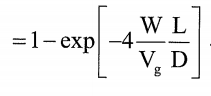 = 1 − exp[−4 W/V_g L/D].